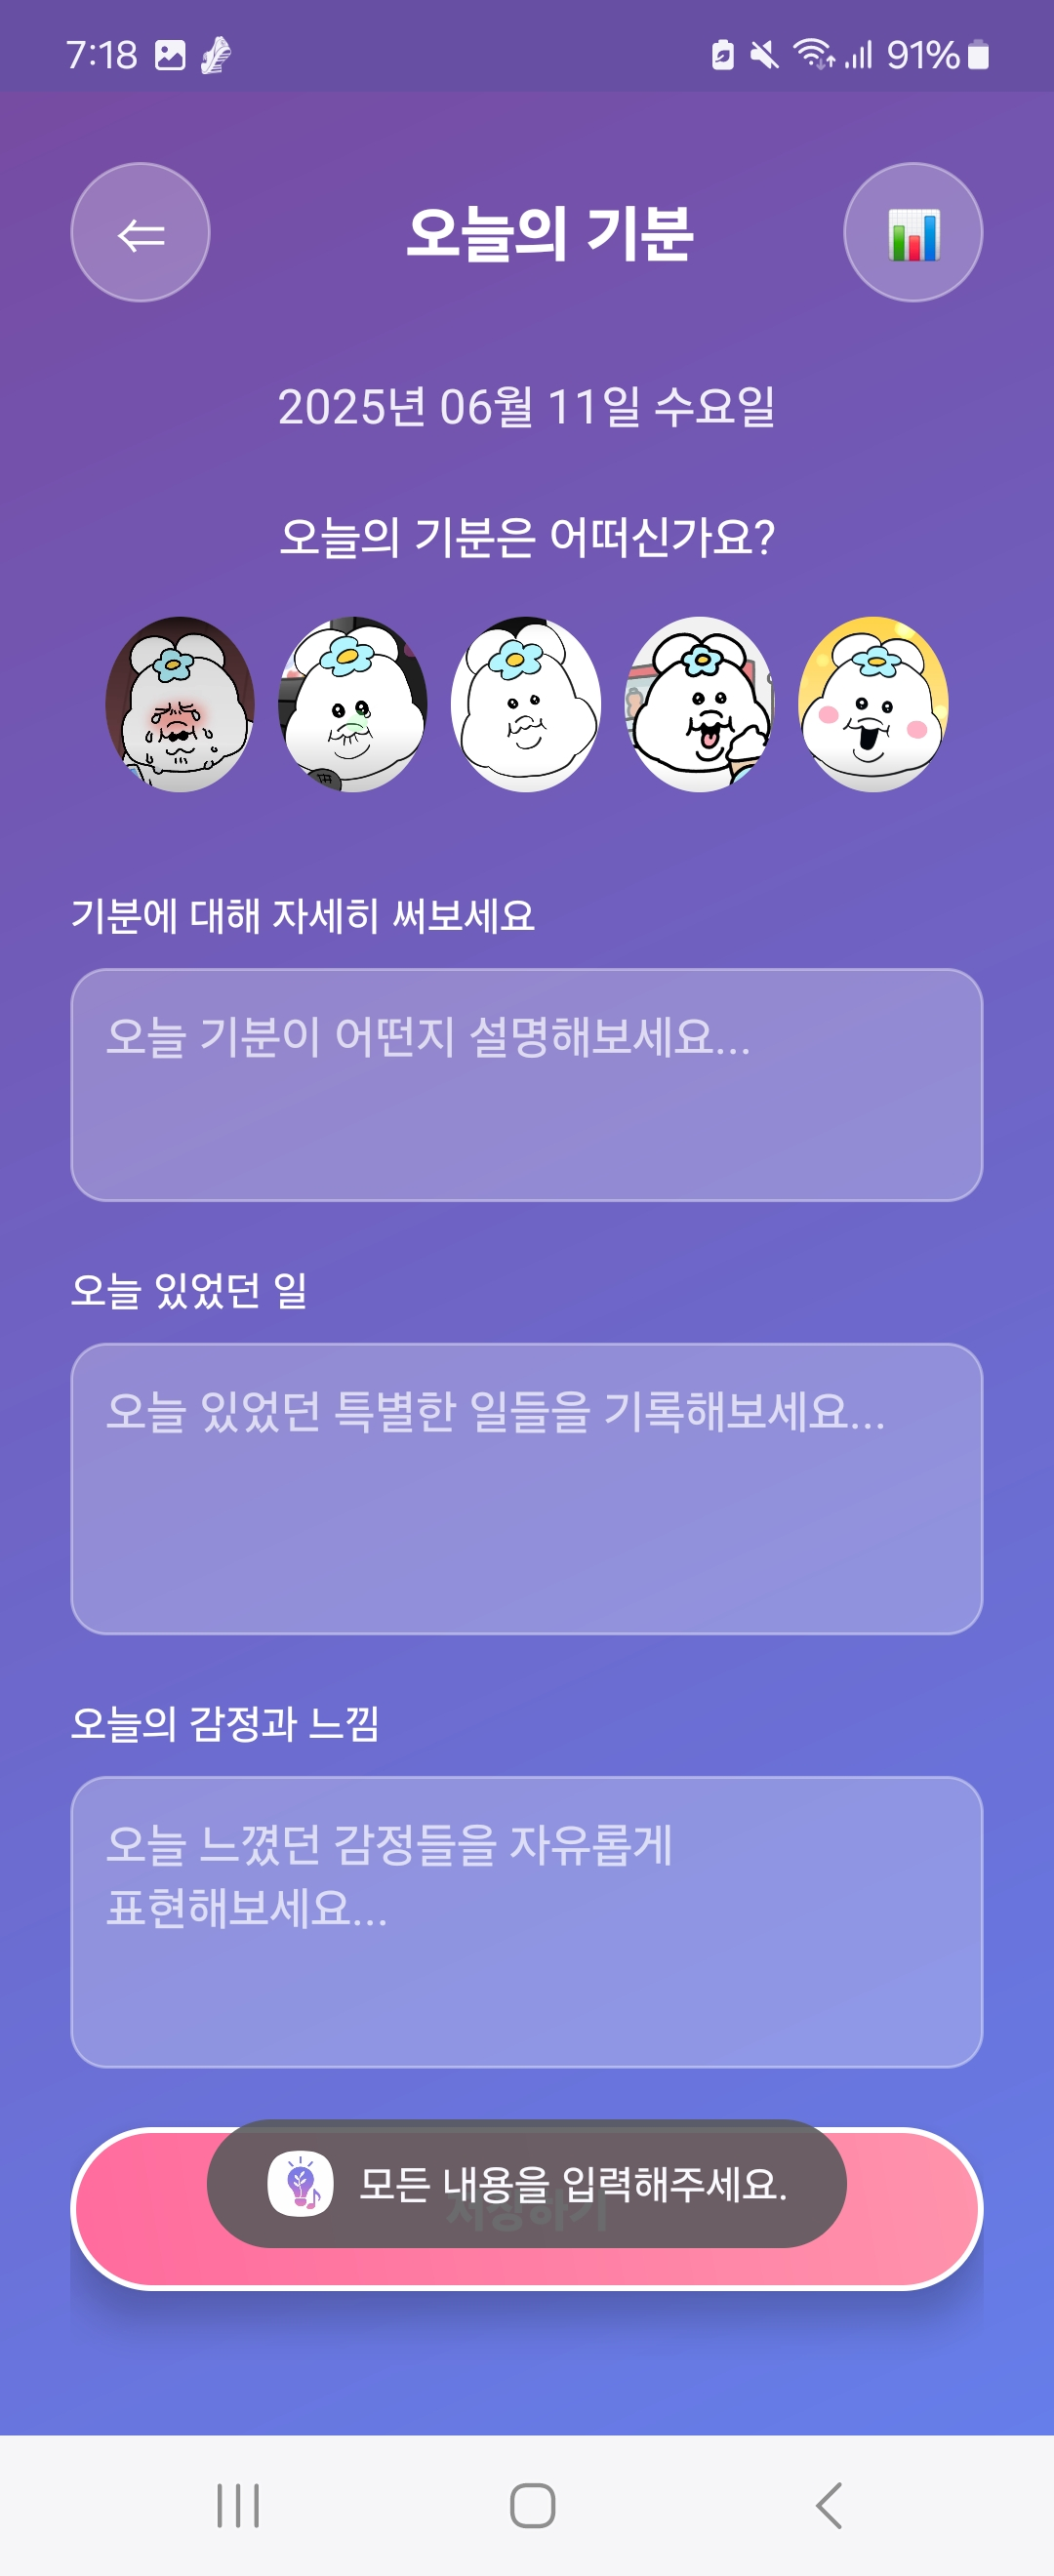 7:18 91%
오늘의 기분
2025년 06월 11일 수요일
오늘의 기분은 어떠신가요?
기분에 대해 자세히 써보세요
오늘 기분이 어떤지 설명해보세요...
오늘 있었던 일
오늘 있었던 특별한 일들을 기록해보세요...
오늘의 감정과 느낌
오늘 느꼈던 감정들을 자유롭게
표현해보세요...
모든 내용을 입력해주세요.
저장하기